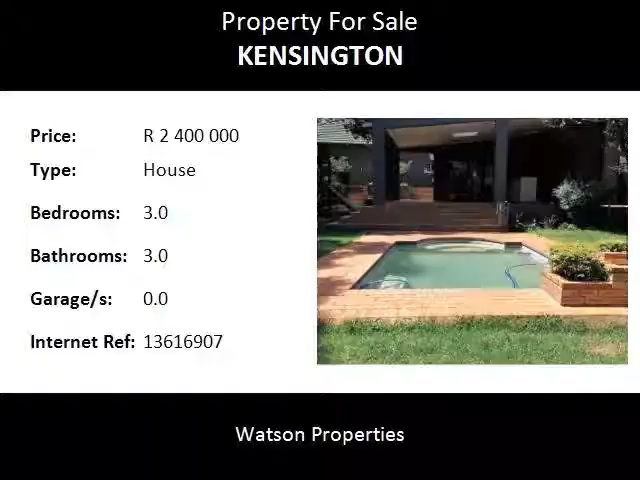 Property For Sale
KENSINGTON
Price: R 2 400 000
Type: House
Bedrooms: 3.0
Bathrooms: 3.0
Garage/s: 0.0
Internet Ref: 13616907
Watson Properties